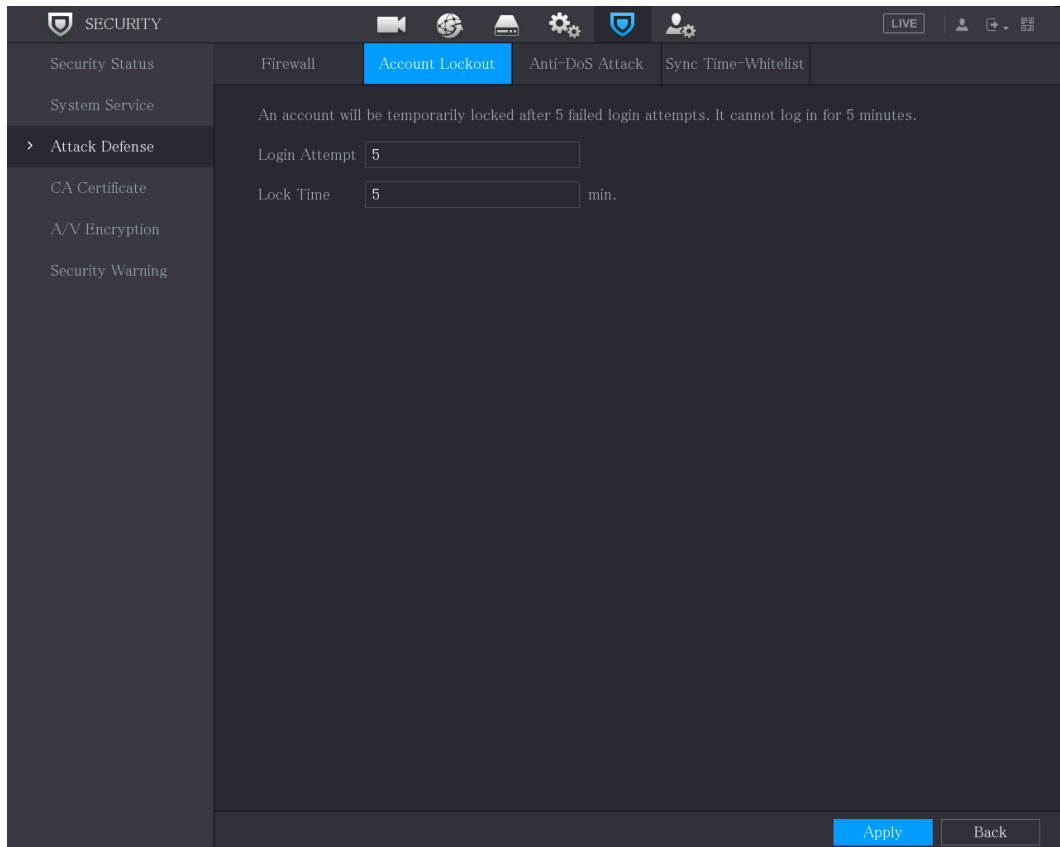 SECURITY
LIVE
Security Status
System Service
Attack Defense
CA Certificate
A/V Encryption
Security Warning
Firewall Account Lockout Anti-DoS Attack Sync Time-Whitelist
An account will be temporarily locked after 5 failed login attempts. It cannot log in for 5 minutes.
Login Attempt 5
Lock Time 5 min.
Apply Back